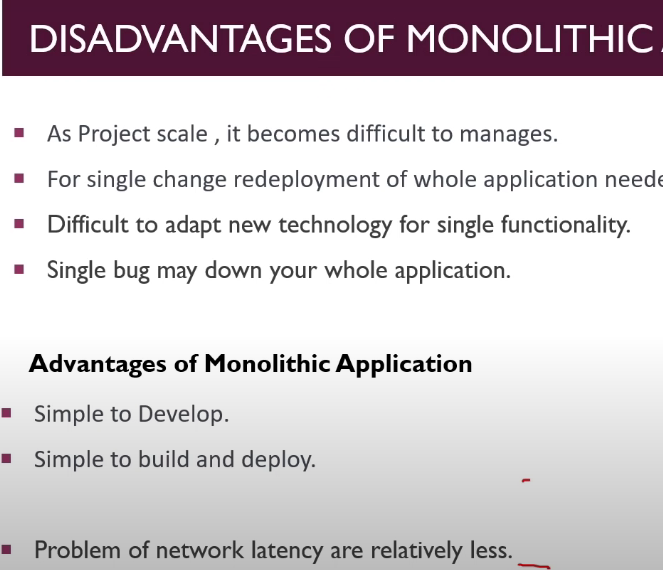 DISADVANTAGES OF MONOLITHIC
As Project scale , it becomes difficult to manages.
For single change redeployment of whole application neede
Difficult to adapt new technology for single functionality.
Single bug may down your whole application.
Advantages of Monolithic Application
Simple to Develop.
Simple to build and deploy.
Problem of network latency are relatively less.